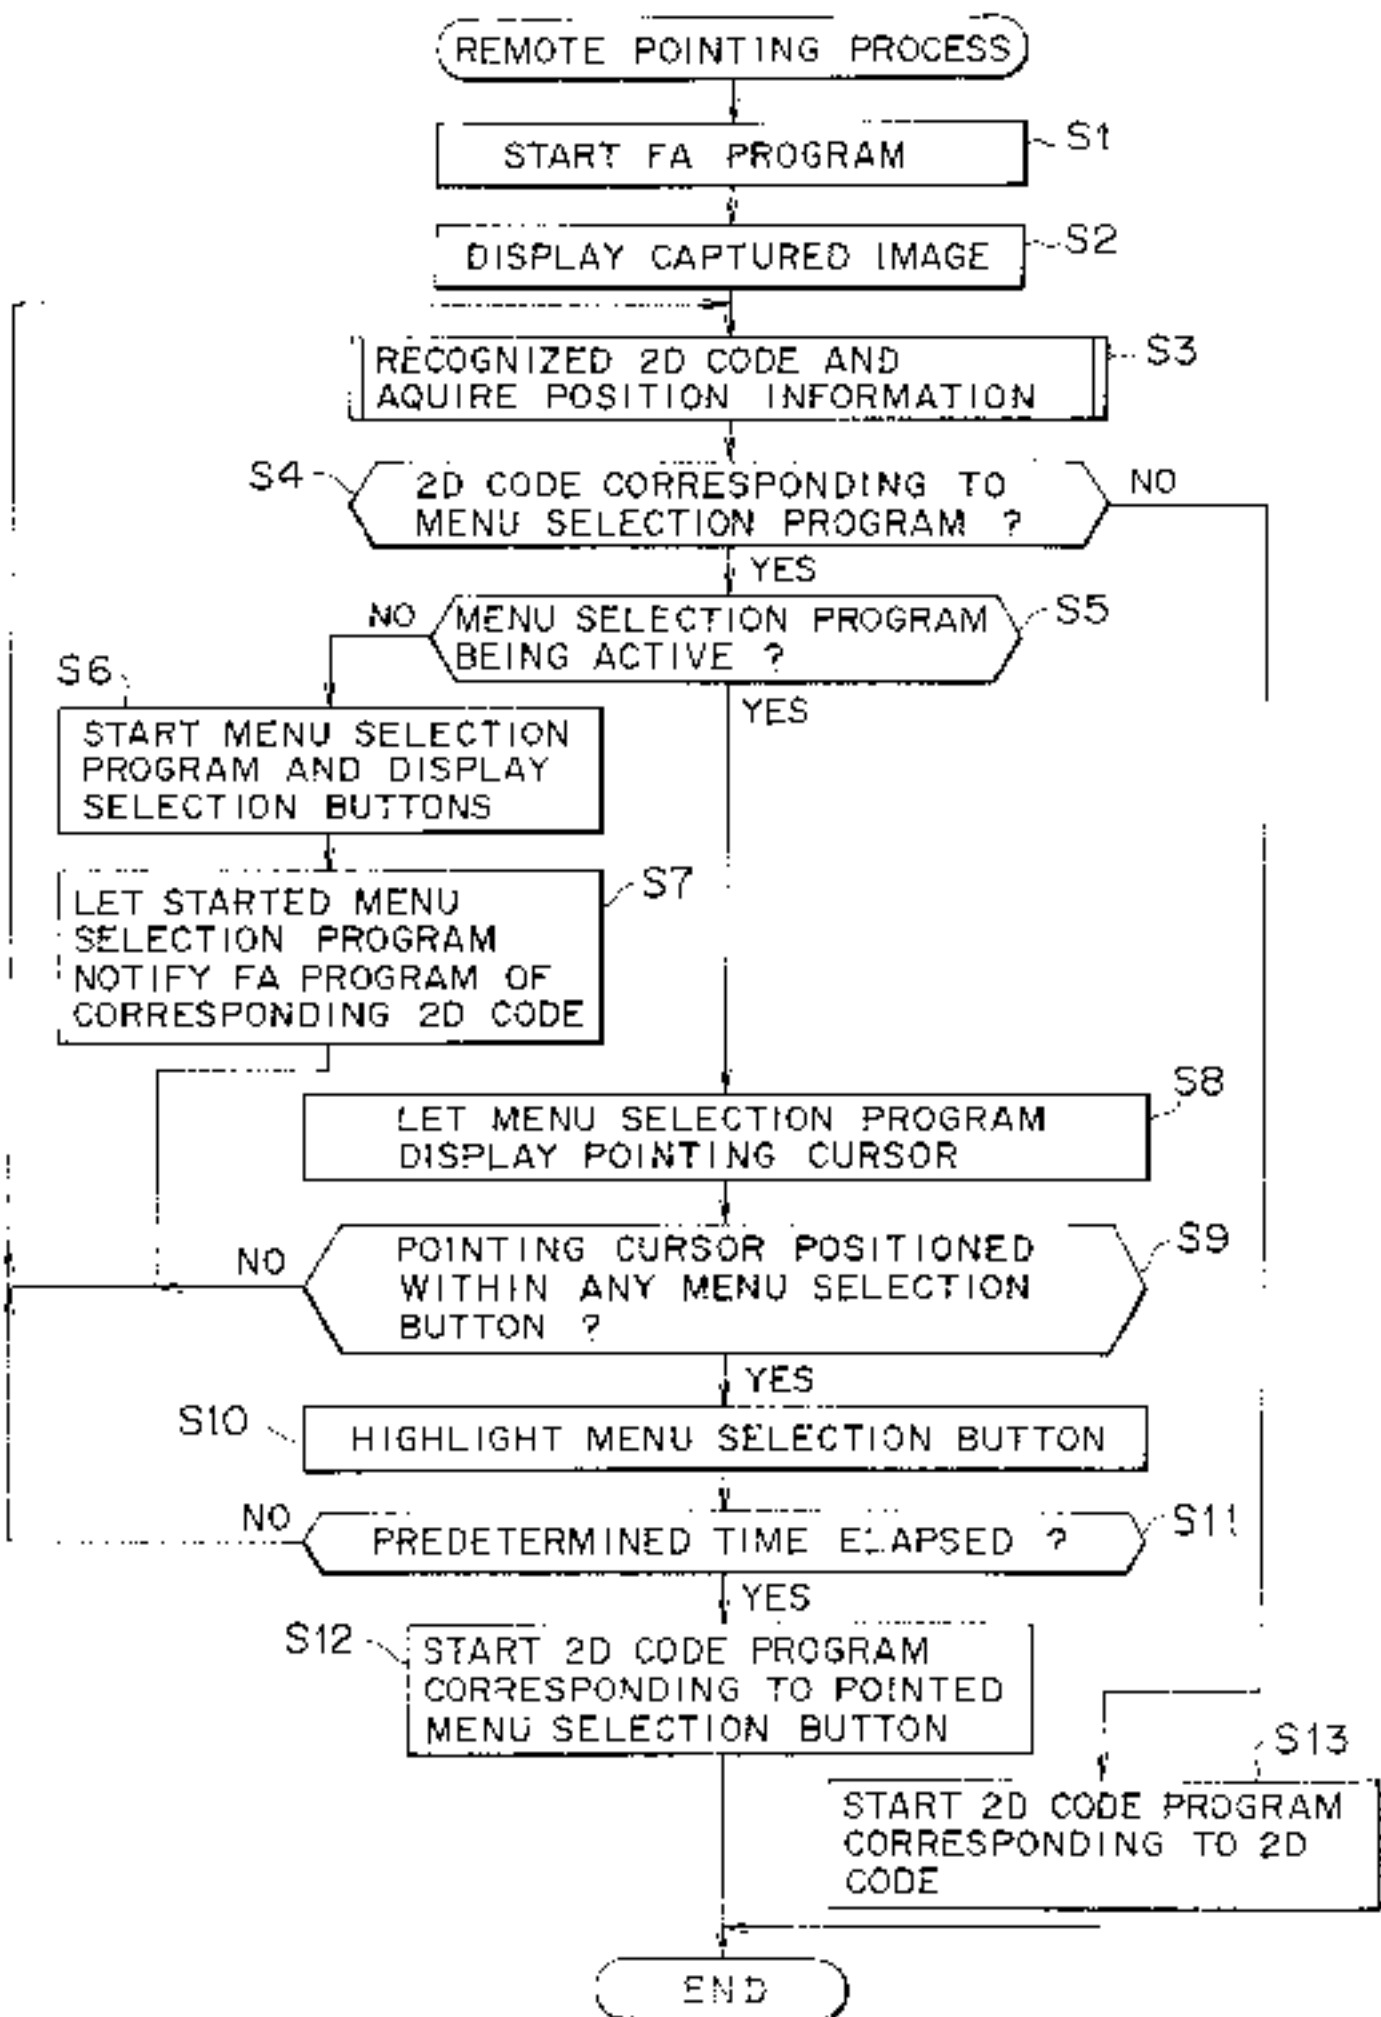 REMOTE POINTING PROCESS
START FA PROGRAM
S1
DISPLAY CAPTURED IMAGE
S2
RECOGNIZED 2D CODE AND
AQUIRE POSITION INFORMATION
S3
S4
2D CODE CORRESPONDING TO
MENU SELECTION PROGRAM ?
NO
YES
NO
MENU SELECTION PROGRAM
BEING ACTIVE ?
S5
YES
S6
START MENU SELECTION
PROGRAM AND DISPLAY
SELECTION BUTTONS
LET STARTED MENU
SELECTION PROGRAM
NOTIFY FA PROGRAM OF
CORRESPONDING 2D CODE
S7
LET MENU SELECTION PROGRAM
DISPLAY POINTING CURSOR
S8
NO
POINTING CURSOR POSITIONED
WITHIN ANY MENU SELECTION
BUTTON ?
S9
YES
S10
HIGHLIGHT MENU SELECTION BUTTON
NO
PREDETERMINED TIME ELAPSED ?
S11
YES
S12
START 2D CODE PROGRAM
CORRESPONDING TO POINTED
MENU SELECTION BUTTON
S13
START 2D CODE PROGRAM
CORRESPONDING TO 2D
CODE
END